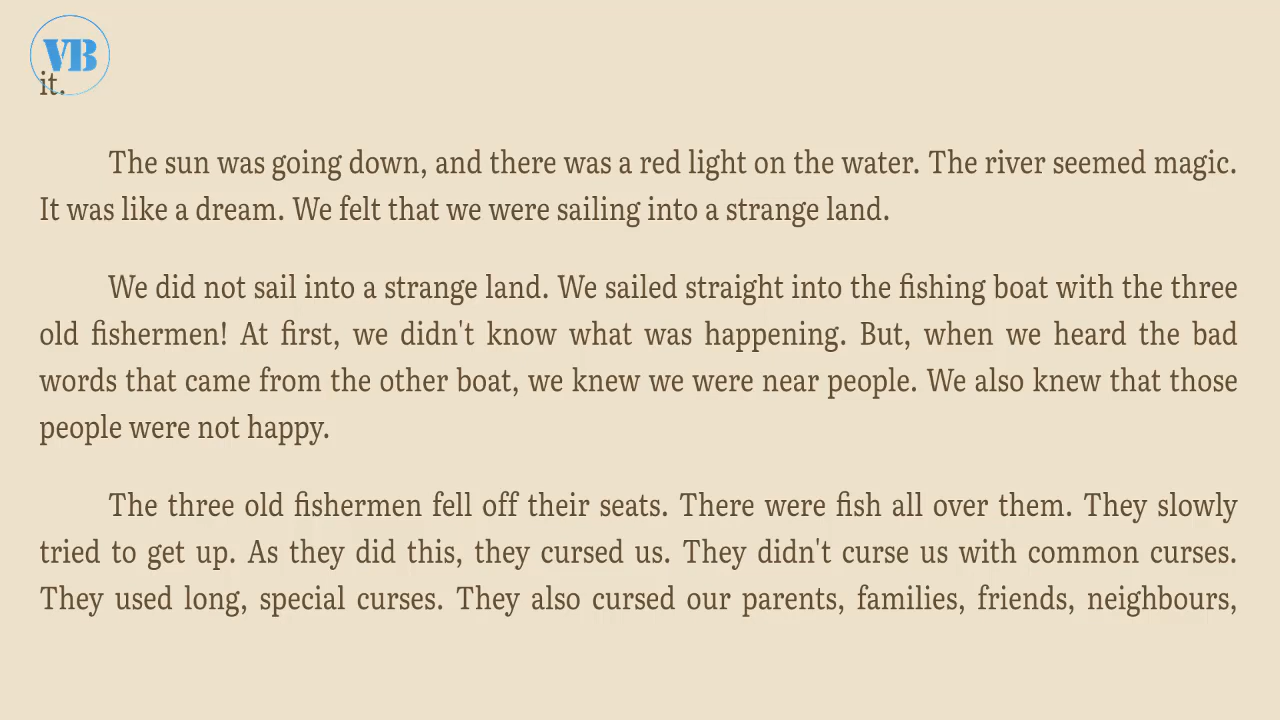 VB
it.
The sun was going down, and there was a red light on the water. The river seemed magic.
It was like a dream. We felt that we were sailing into a strange land.
We did not sail into a strange land. We sailed straight into the fishing boat with the three
old fishermen! At first, we didn't know what was happening. But, when we heard the bad
words that came from the other boat, we knew we were near people. We also knew that those
people were not happy.
The three old fishermen fell off their seats. There were fish all over them. They slowly
tried to get up. As they did this, they cursed us. They didn't curse us with common curses.
They used long, special curses. They also cursed our parents, families, friends, neighbours,